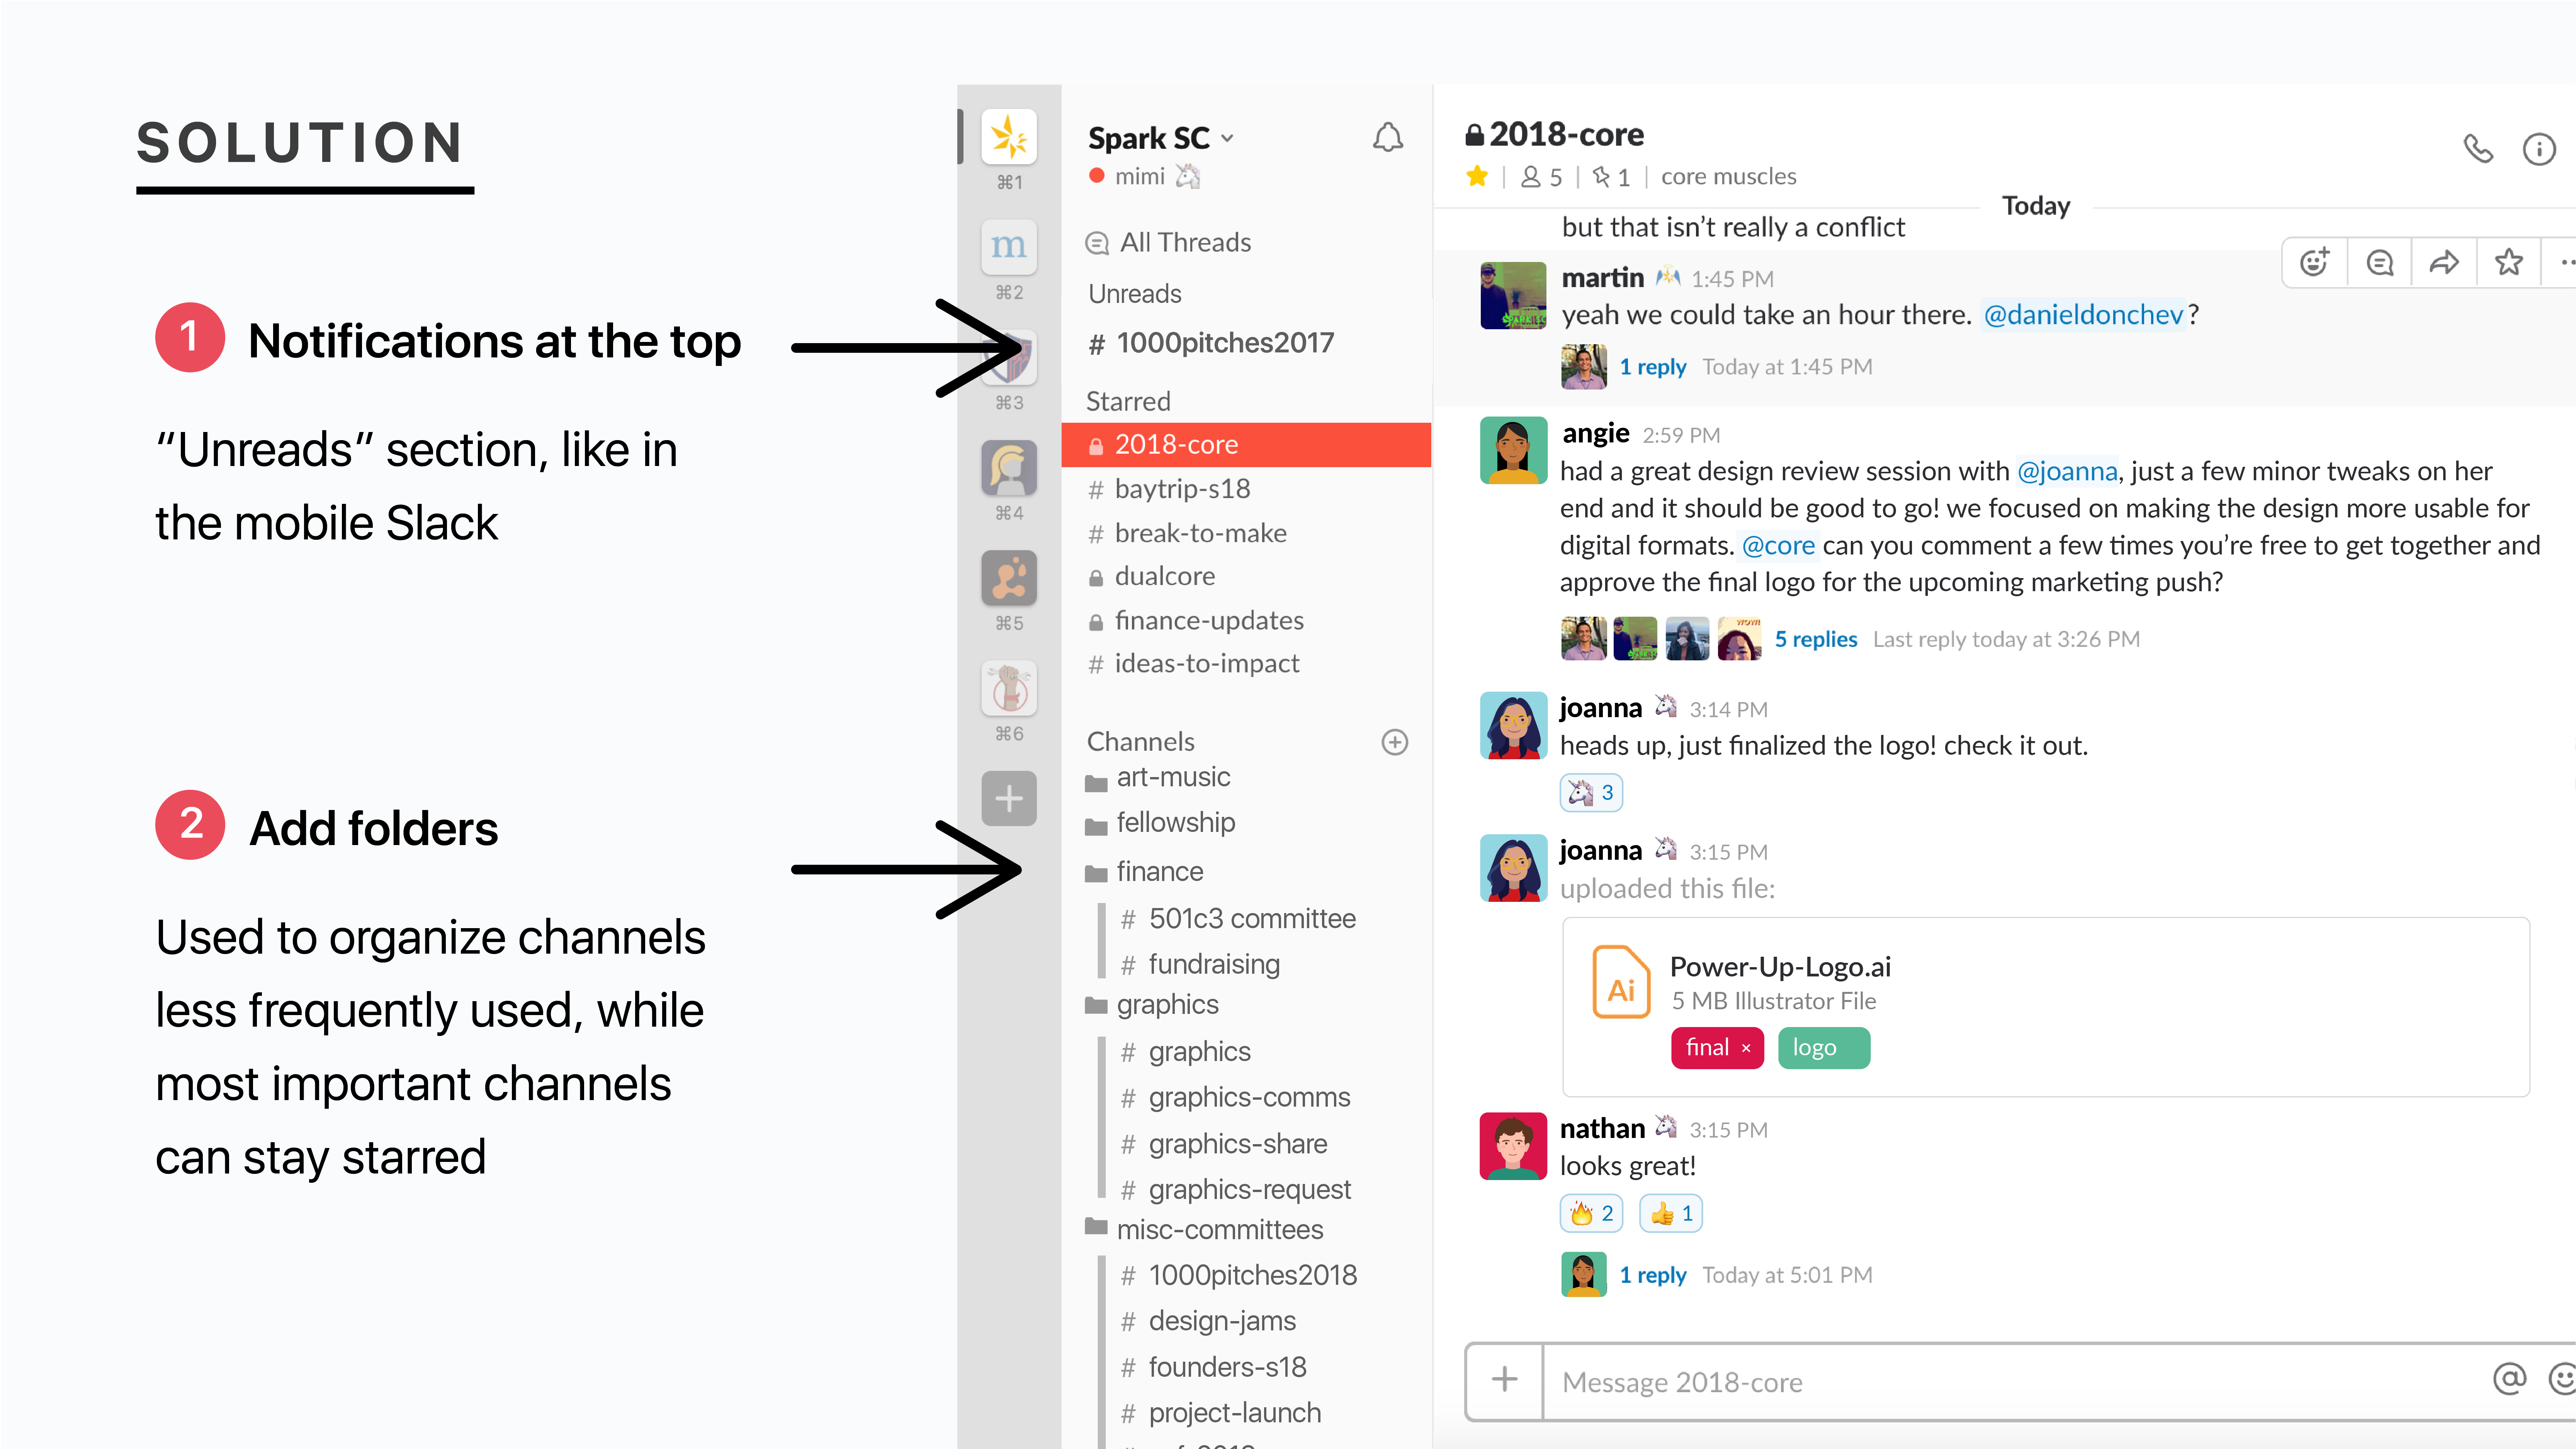 SOLUTION
1 Notifications at the top
“Unreads” section, like in
the mobile Slack
2 Add folders
Used to organize channels
less frequently used, while
most important channels
can stay starred
⌘1
m
⌘2
⌘3
⌘4
⌘5
⌘6
Spark SC
mimi
All Threads
Unreads
# 1000pitches2017
Starred
2018-core
# baytrip-s18
# break-to-make
dualcore
finance-updates
# ideas-to-impact
Channels
art-music
fellowship
finance
# 501c3 committee
# fundraising
graphics
# graphics
# graphics-comms
# graphics-share
# graphics-request
misc-committees
# 1000pitches2018
# design-jams
# founders-s18
# project-launch
2018-core
5 | 1 | core muscles
Today
but that isn’t really a conflict
martin 1:45 PM
yeah we could take an hour there. @danieldonchev?
1 reply Today at 1:45 PM
angie 2:59 PM
had a great design review session with @joanna, just a few minor tweaks on her
end and it should be good to go! we focused on making the design more usable for
digital formats. @core can you comment a few times you’re free to get together and
approve the final logo for the upcoming marketing push?
WOW!
5 replies Last reply today at 3:26 PM
joanna 3:14 PM
heads up, just finalized the logo! check it out.
3
joanna 3:15 PM
uploaded this file:
Ai
Power-Up-Logo.ai
5 MB Illustrator File
final × logo
nathan 3:15 PM
looks great!
2 1
1 reply Today at 5:01 PM
+ Message 2018-core @